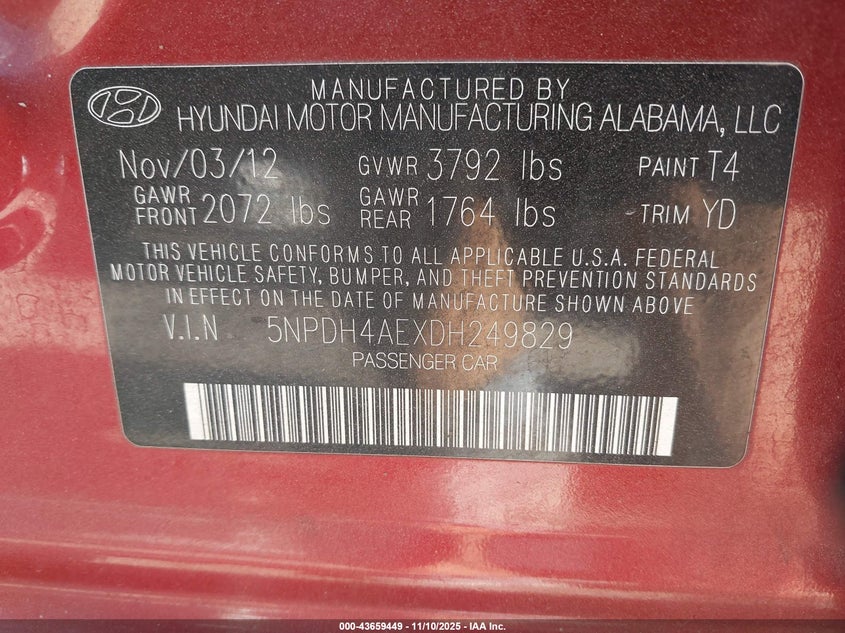 MANUFACTURED BY
HYUNDAI MOTOR MANUFACTURING ALABAMA, LLC
Nov/03/12 GVWR 3792 lbs PAINT T4
GAWR FRONT 2072 lbs GAWR REAR 1764 lbs TRIM YD
THIS VEHICLE CONFORMS TO ALL APPLICABLE U.S.A. FEDERAL
MOTOR VEHICLE SAFETY, BUMPER, AND THEFT PREVENTION STANDARDS
IN EFFECT ON THE DATE OF MANUFACTURE SHOWN ABOVE
V.I.N 5NPDH4AEXDH249829
PASSENGER CAR
000-43659449 - 11/10/2025 - IAA Inc.